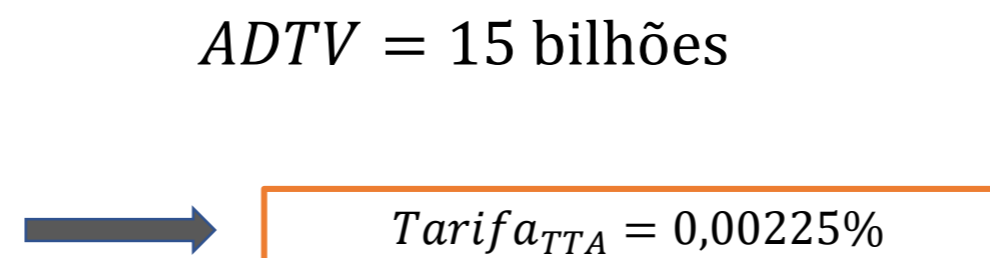 ADTV = 15 bilhões
Tarifa_TTA = 0,00225%